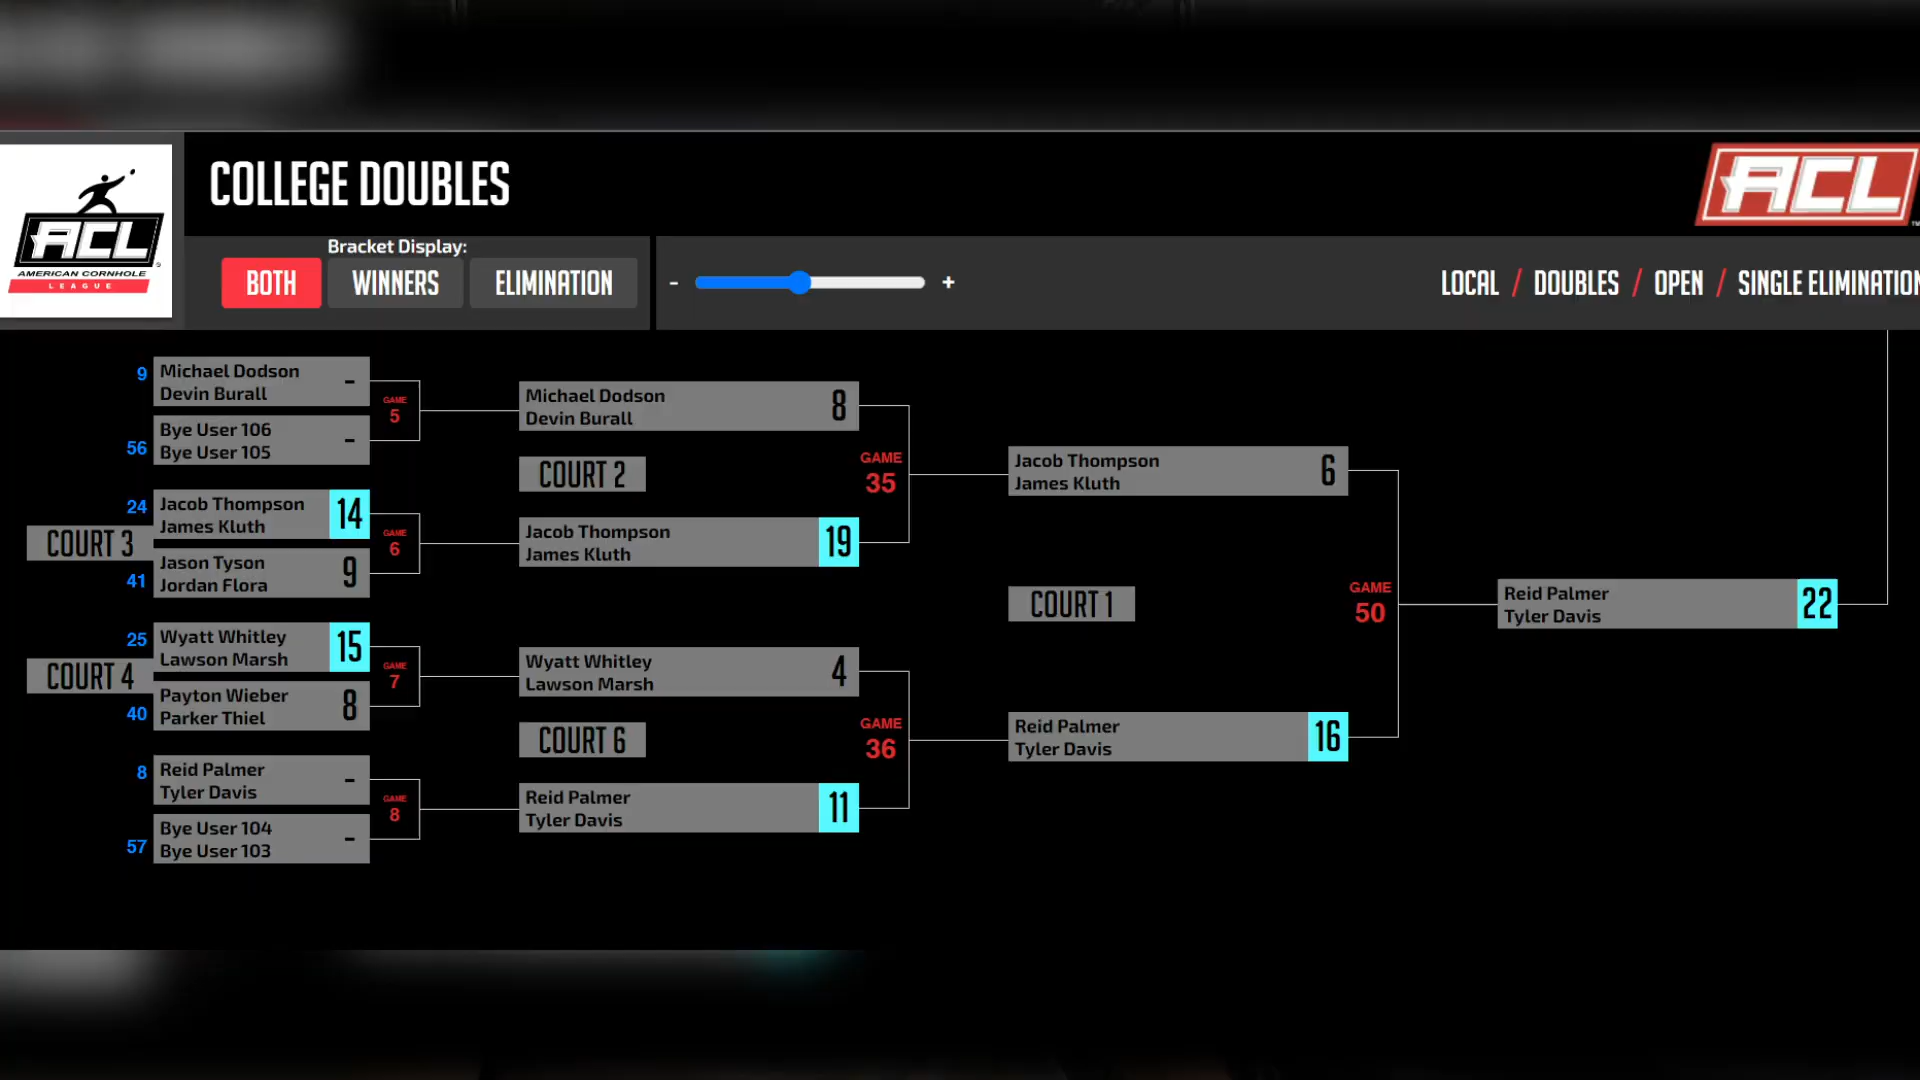 COLLEGE DOUBLES
ACL
AMERICAN CORNHOLE
LEAGUE
ACL
Bracket Display:
BOTH
WINNERS
ELIMINATION
- +
LOCAL / DOUBLES / OPEN / SINGLE ELIMINATION
9
Michael Dodson
Devin Burall
-
56
Bye User 106
Bye User 105
-
GAME
5
24
Jacob Thompson
James Kluth
14
COURT 3
41
Jason Tyson
Jordan Flora
9
GAME
6
25
Wyatt Whitley
Lawson Marsh
15
COURT 4
40
Payton Wieber
Parker Thiel
8
GAME
7
8
Reid Palmer
Tyler Davis
-
57
Bye User 104
Bye User 103
-
GAME
8
Michael Dodson
Devin Burall
8
COURT 2
Jacob Thompson
James Kluth
19
GAME
35
Wyatt Whitley
Lawson Marsh
4
COURT 6
Reid Palmer
Tyler Davis
11
GAME
36
Jacob Thompson
James Kluth
6
COURT 1
Reid Palmer
Tyler Davis
16
GAME
50
Reid Palmer
Tyler Davis
22